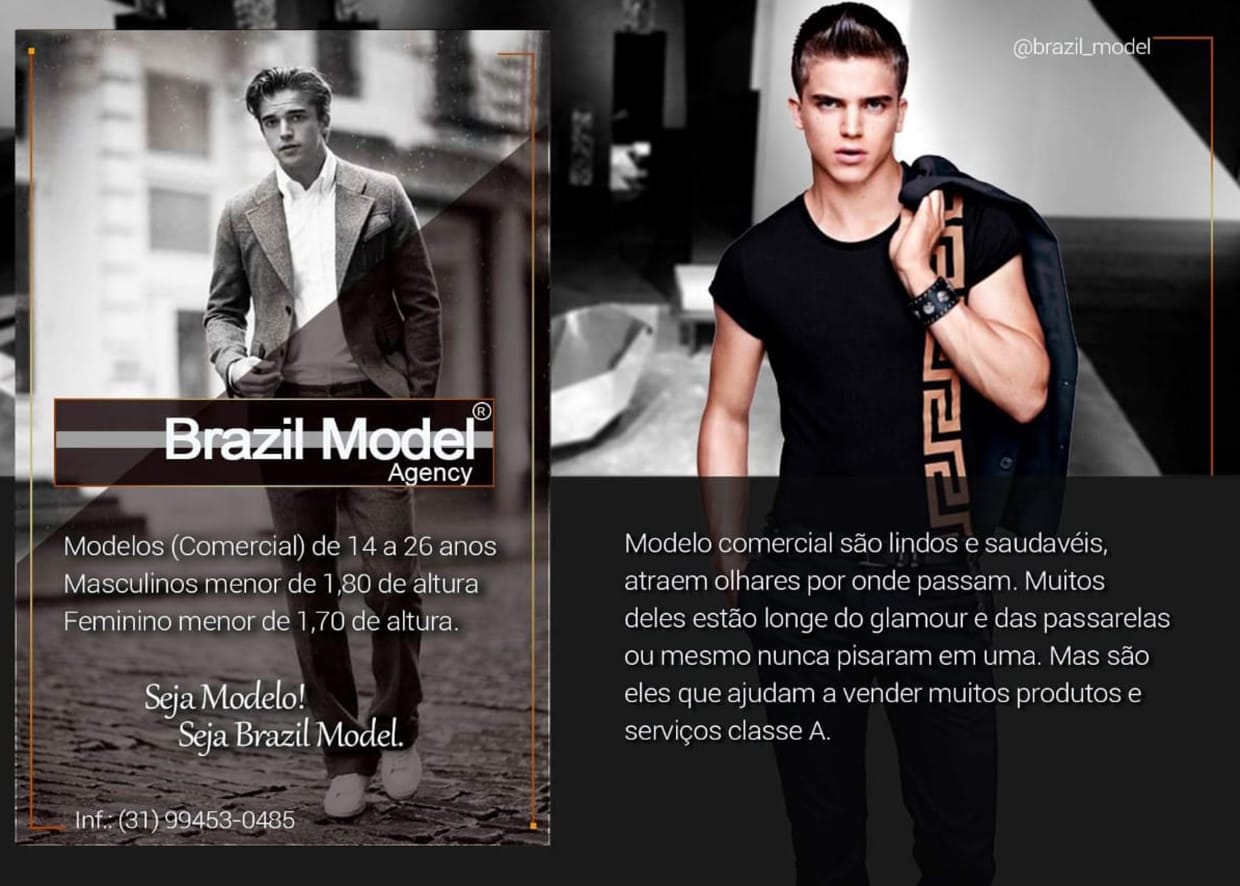 @brazil_model
Brazil Model®
Agency
Modelos (Comercial) de 14 a 26 anos
Masculinos menor de 1,80 de altura
Feminino menor de 1,70 de altura.
Seja Modelo!
Seja Brazil Model.
Inf.: (31) 99453-0485
Modelo comercial são lindos e saudavéis,
atraem olhares por onde passam. Muitos
deles estão longe do glamour e das passarelas
ou mesmo nunca pisaram em uma. Mas são
eles que ajudam a vender muitos produtos e
serviços classe A.